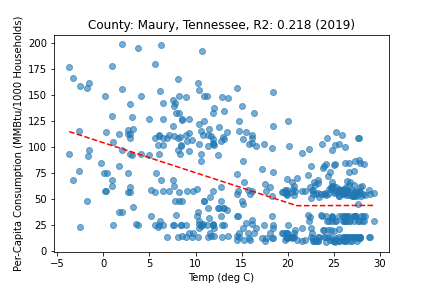 County: Maury, Tennessee, R2: 0.218 (2019)
Per-Capita Consumption (MMBtu/1000 Households)
200
175
150
125
100
75
50
25
0
−5 0 5 10 15 20 25 30
Temp (deg C)